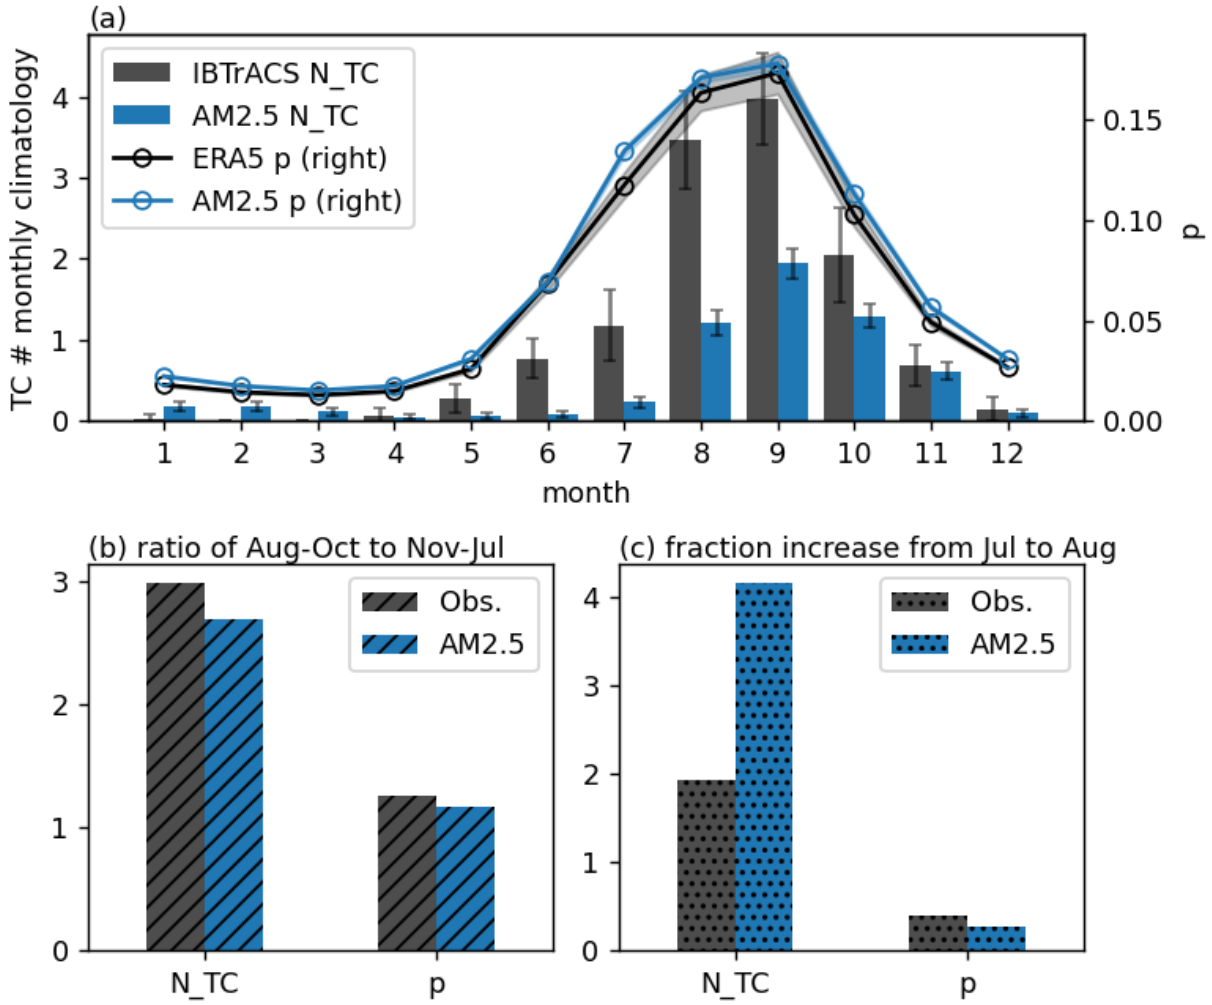 (a)
TC # monthly climatology
4
3
2
1
0
IBTrACS N_TC
AM2.5 N_TC
ERA5 p (right)
AM2.5 p (right)
0.15
0.10
0.05
0.00
p
1 2 3 4 5 6 7 8 9 10 11 12
month
(b) ratio of Aug-Oct to Nov-Jul
3
2
1
0
Obs.
AM2.5
N_TC p
(c) fraction increase from Jul to Aug
4
3
2
1
0
Obs.
AM2.5
N_TC p